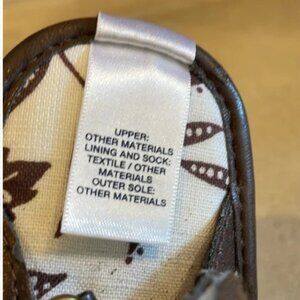 UPPER:
OTHER MATERIALS
LINING AND SOCK:
TEXTILE / OTHER
MATERIALS
OUTER SOLE:
OTHER MATERIALS